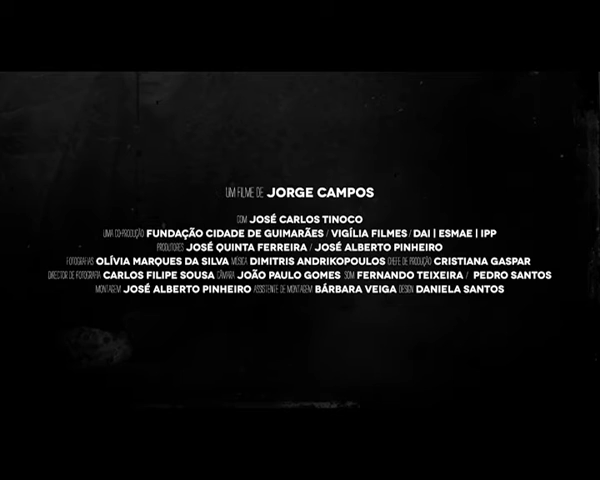 UM FILME DE JORGE CAMPOS
COM JOSÉ CARLOS TINOCO
UMA CO-PRODUÇÃO FUNDAÇÃO CIDADE DE GUIMARÃES / VIGÍLIA FILMES / DAI | ESMAE | IPP
PRODUTORES JOSÉ QUINTA FERREIRA / JOSÉ ALBERTO PINHEIRO
FOTOGRAFIAS OLÍVIA MARQUES DA SILVA MÚSICA DIMITRIS ANDRIKOPOULOS CHEFE DE PRODUÇÃO CRISTIANA GASPAR
DIRECTOR DE FOTOGRAFIA CARLOS FILIPE SOUSA CÂMARA JOÃO PAULO GOMES SOM FERNANDO TEIXEIRA / PEDRO SANTOS
MONTAGEM JOSÉ ALBERTO PINHEIRO ASSISTENTE DE MONTAGEM BÁRBARA VEIGA DESIGN DANIELA SANTOS